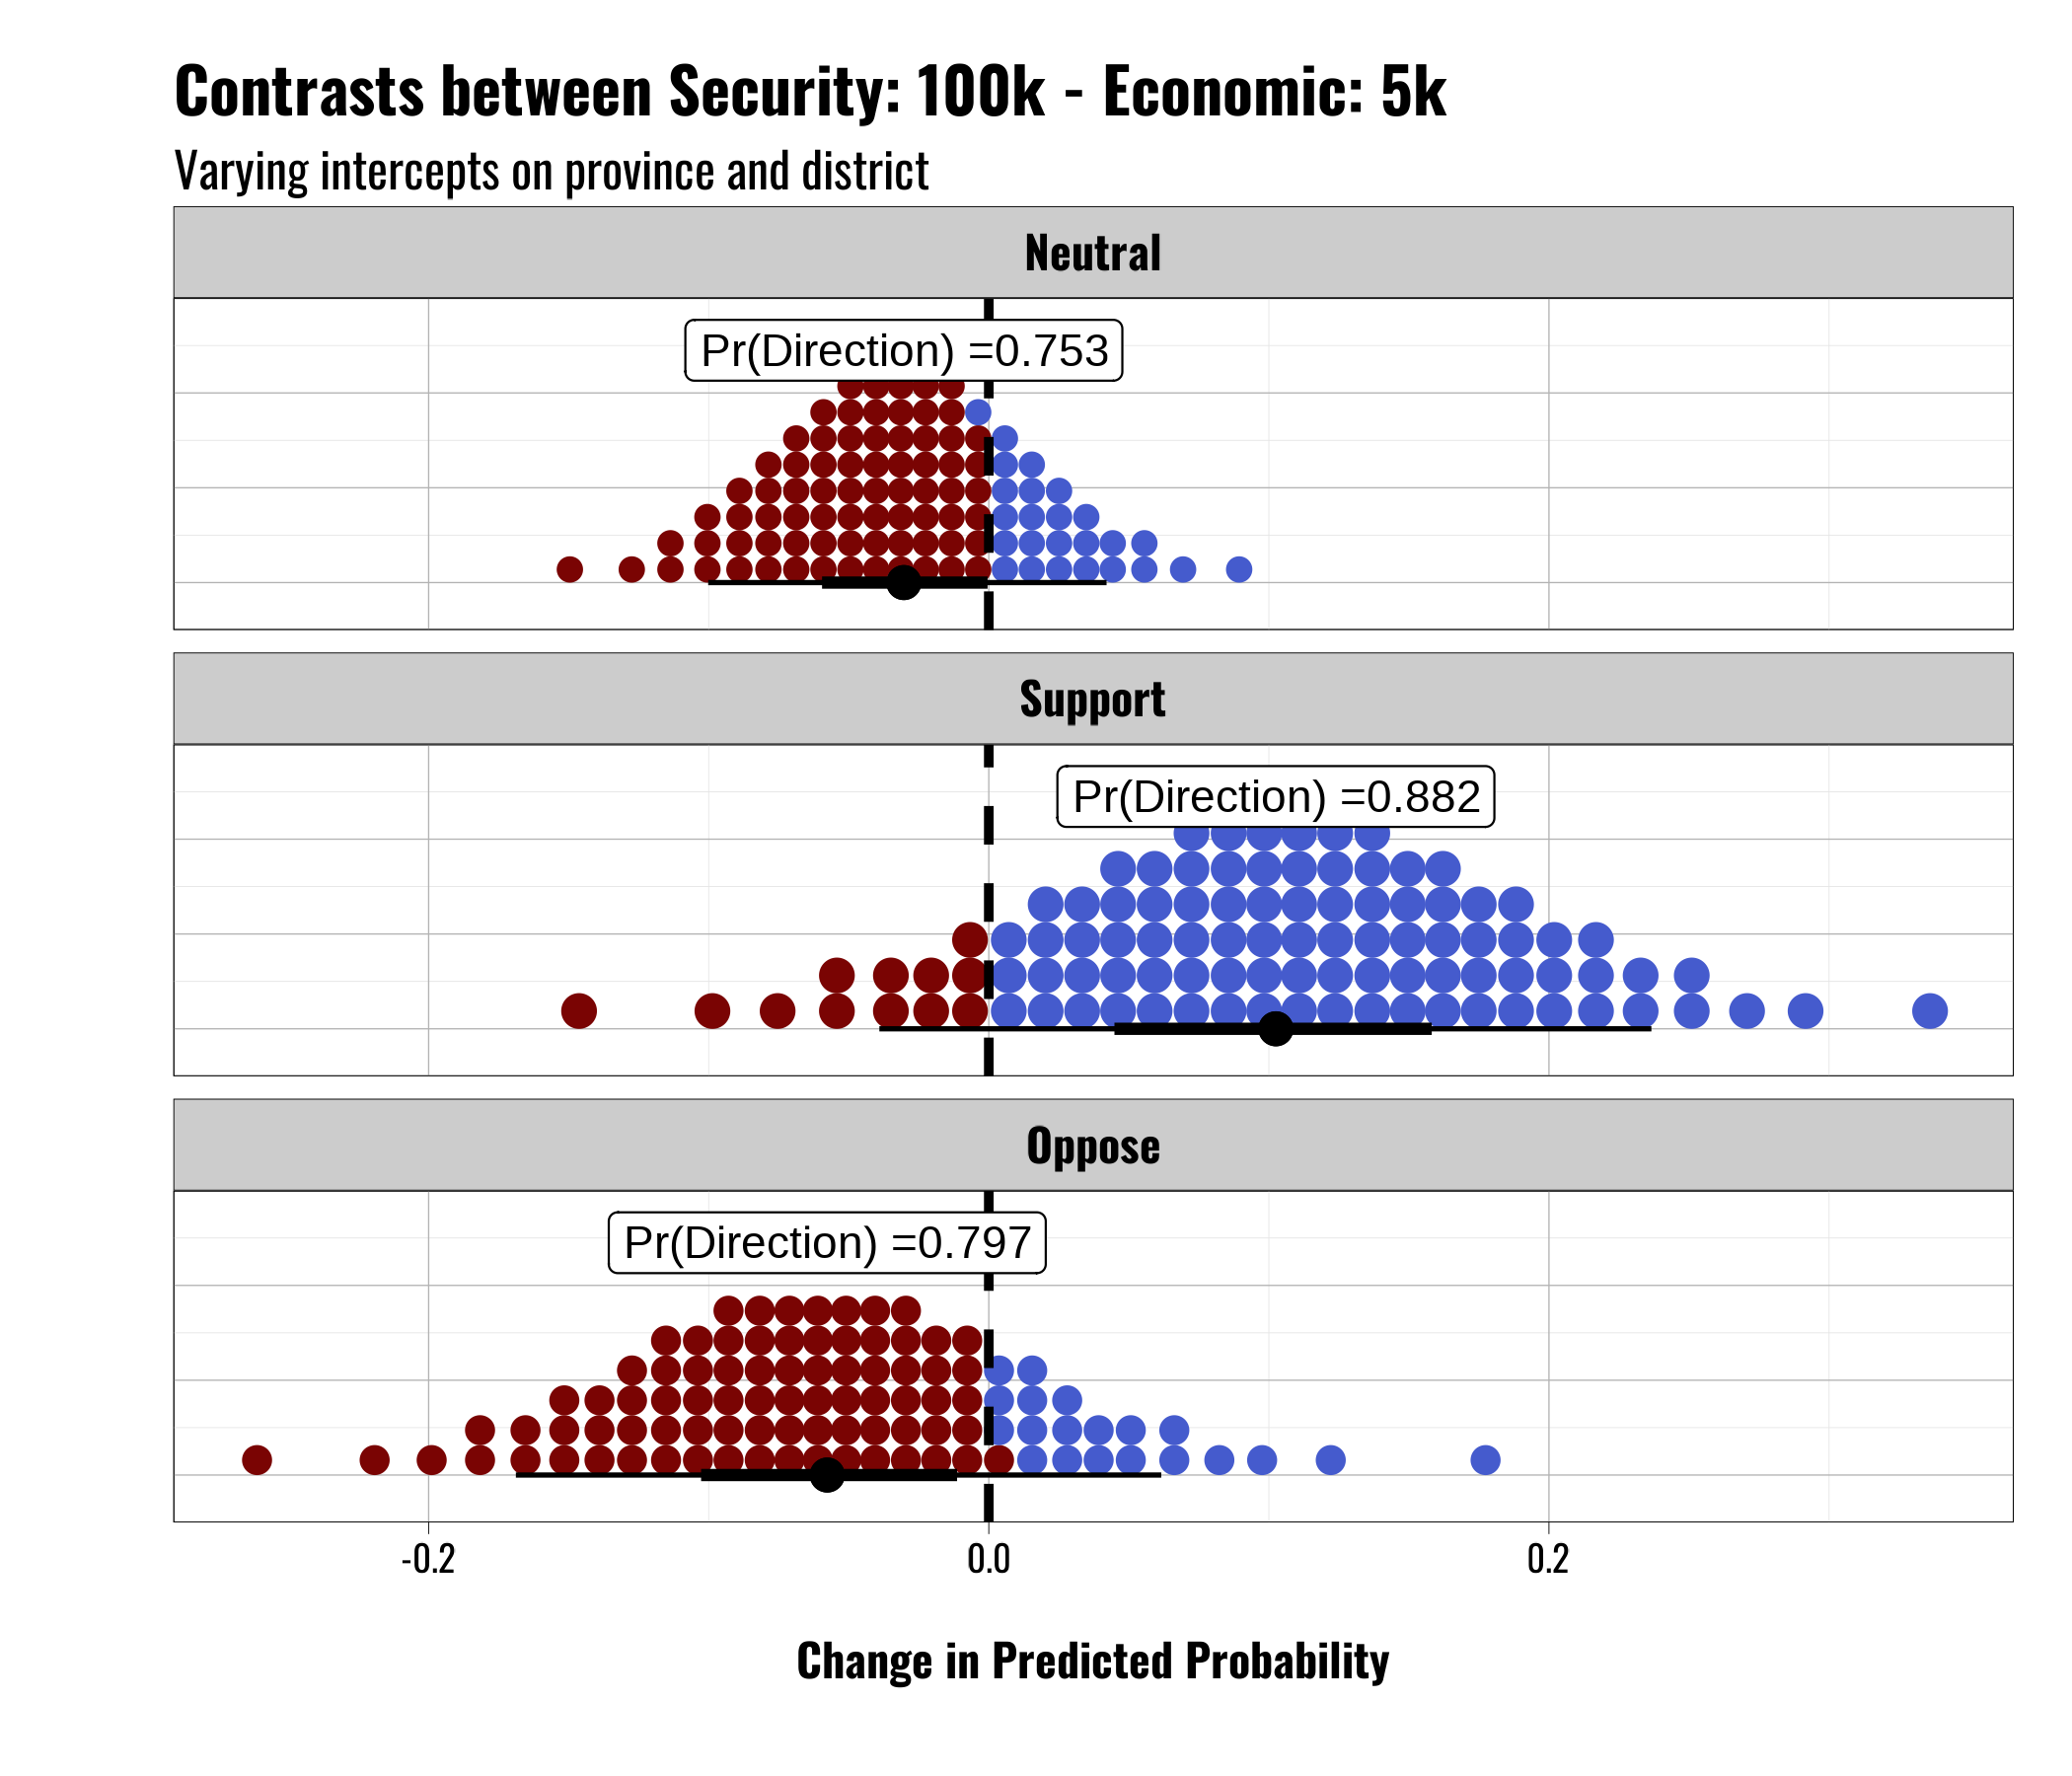 Contrasts between Security: 100k - Economic: 5k
Varying intercepts on province and district
Neutral
Pr(Direction) =0.753
Support
Pr(Direction) =0.882
Oppose
Pr(Direction) =0.797
-0.2 0.0 0.2
Change in Predicted Probability